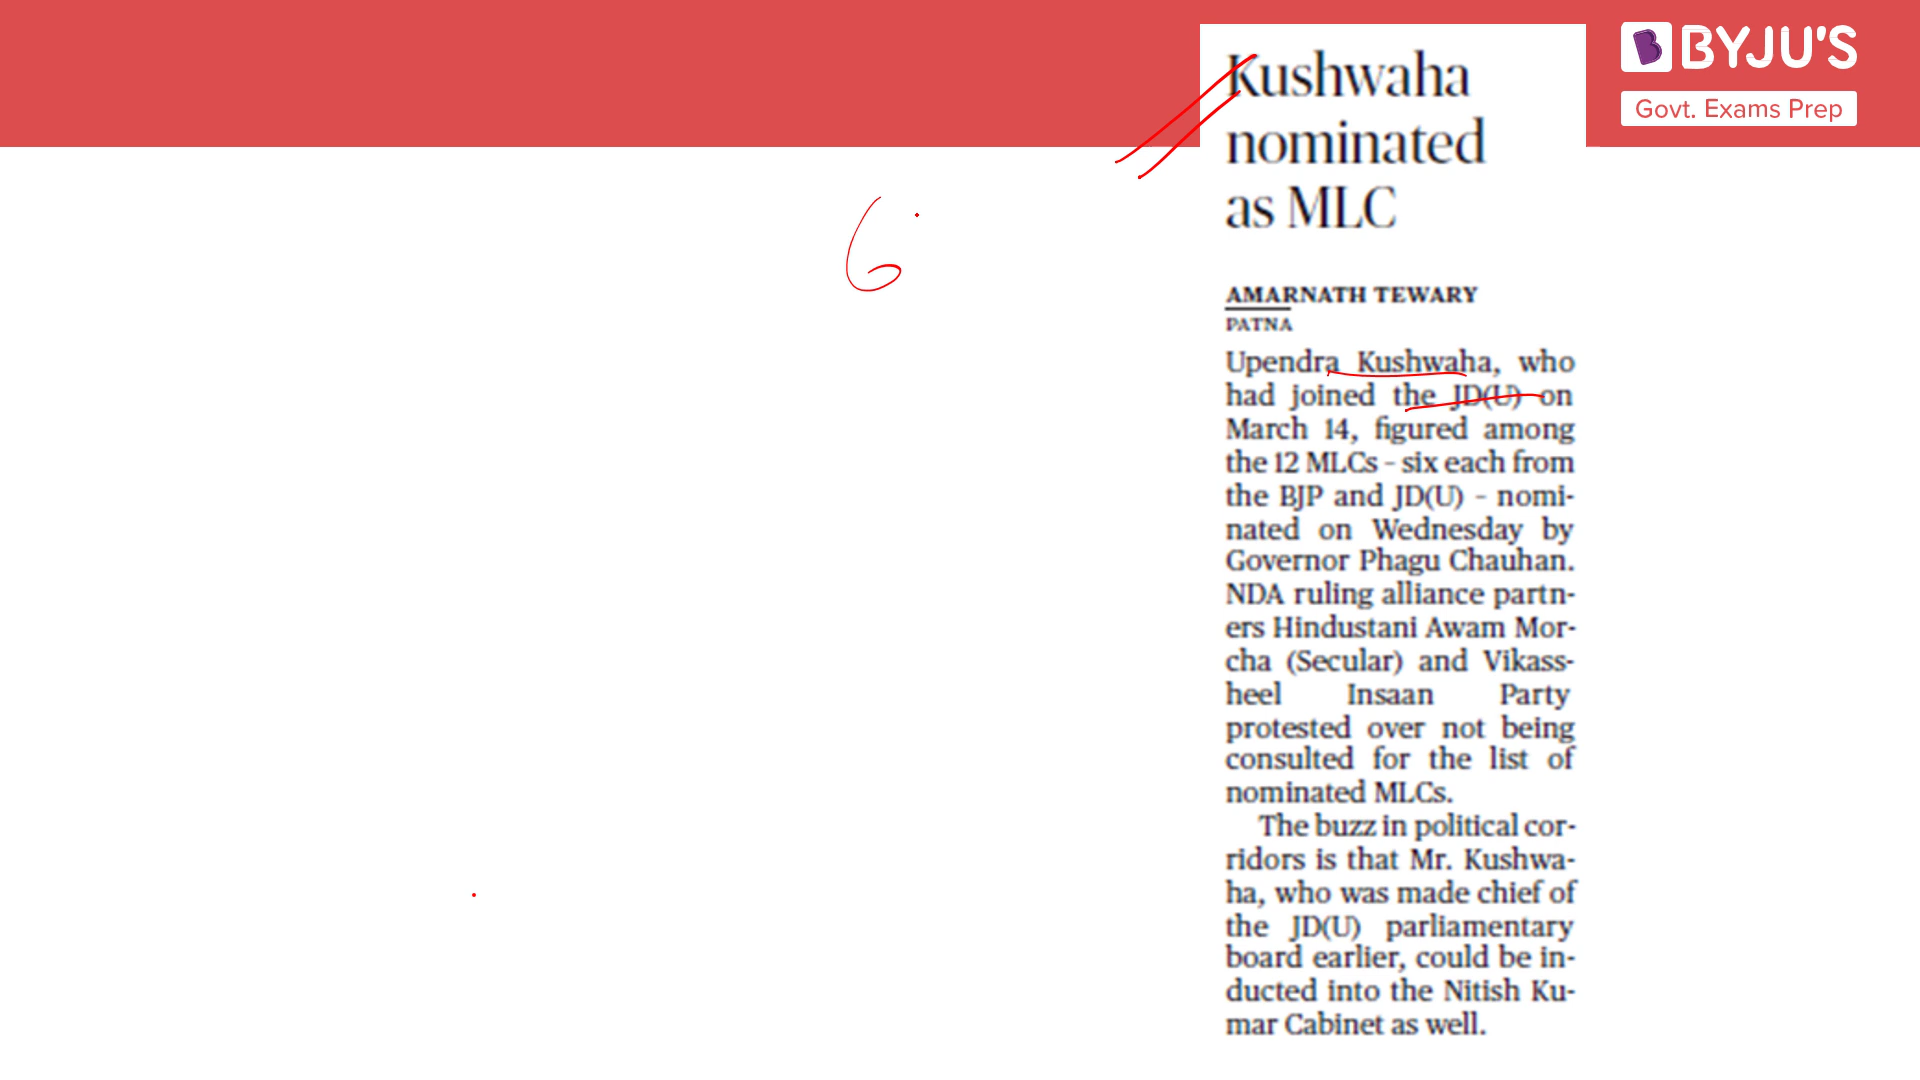 BYJU'S
Govt. Exams Prep
Kushwaha
nominated
as MLC
6
AMARNATH TEWARY
PATNA
Upendra Kushwaha, who
had joined the JD(U) on
March 14, figured among
the 12 MLCs – six each from
the BJP and JD(U) – nomi-
nated on Wednesday by
Governor Phagu Chauhan.
NDA ruling alliance partn-
ers Hindustani Awam Mor-
cha (Secular) and Vikass-
heel Insaan Party
protested over not being
consulted for the list of
nominated MLCs.
The buzz in political cor-
ridors is that Mr. Kushwa-
ha, who was made chief of
the JD(U) parliamentary
board earlier, could be in-
ducted into the Nitish Ku-
mar Cabinet as well.